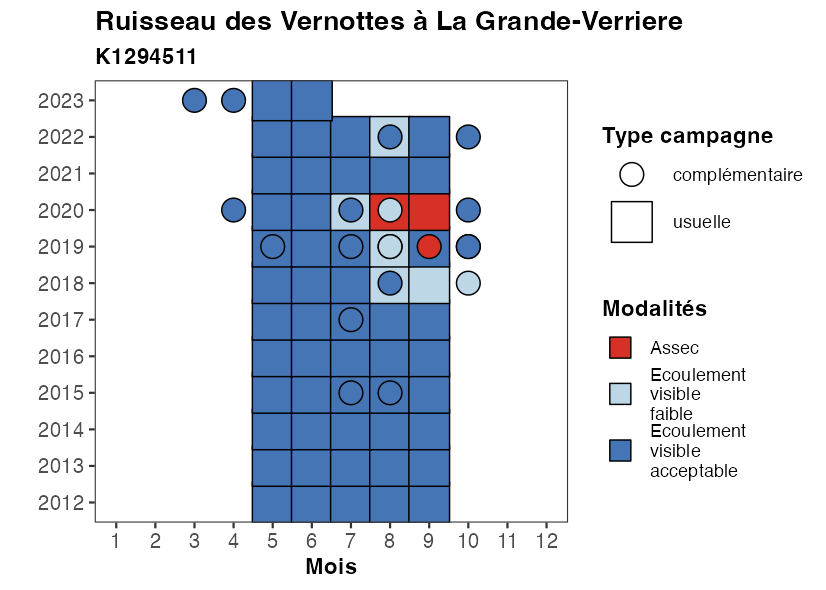 Ruisseau des Vernottes à La Grande-Verriere
K1294511
2023
2022
2021
2020
2019
2018
2017
2016
2015
2014
2013
2012
1 2 3 4 5 6 7 8 9 10 11 12
Mois
Type campagne
complémentaire
usuelle
Modalités
Assec
Ecoulement
visible
faible
Ecoulement
visible
acceptable